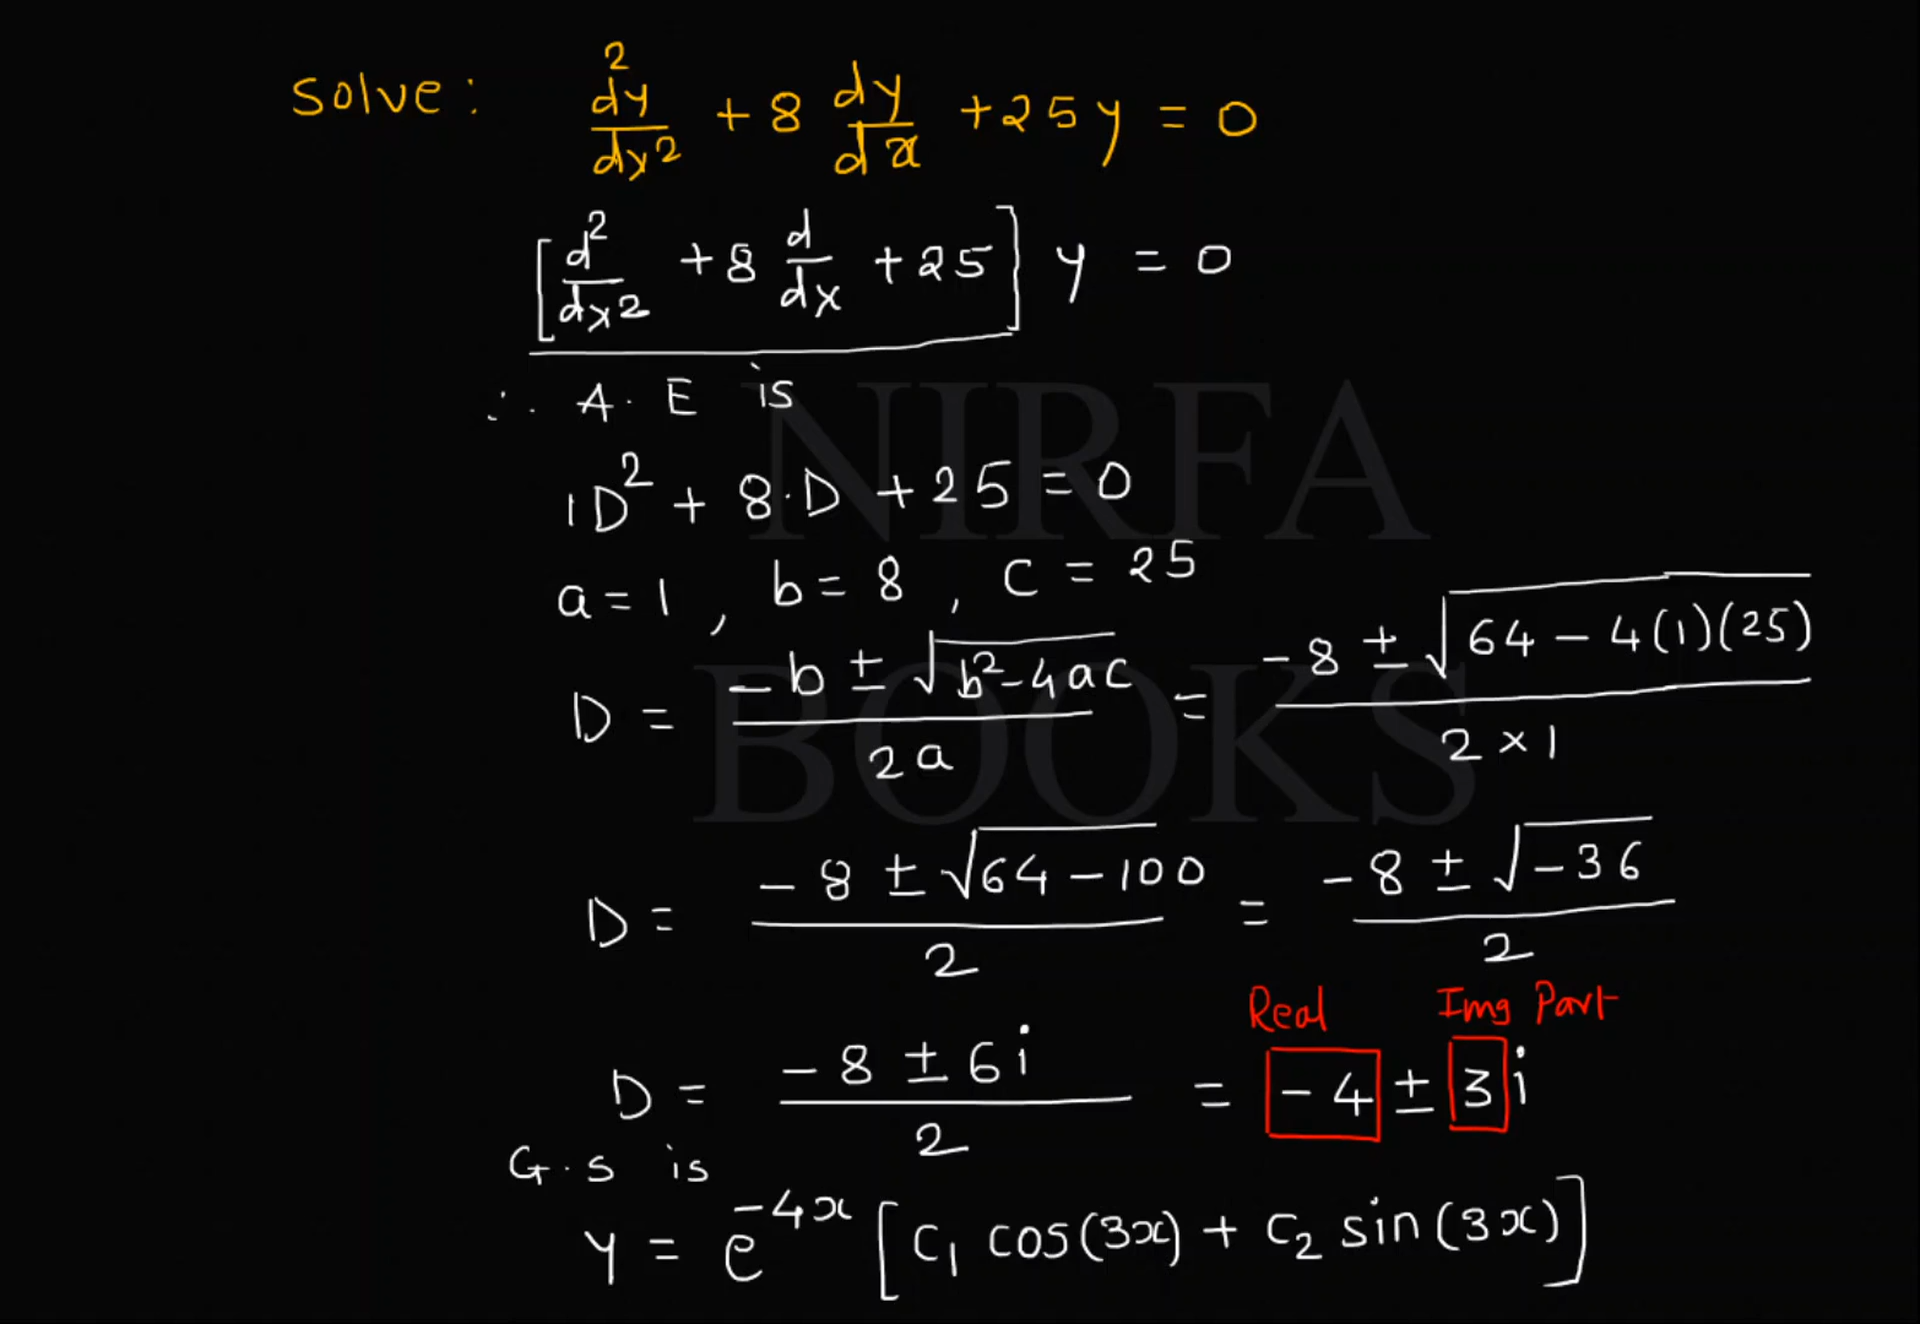 Solve: d²y/dx² + 8 dy/dx + 25y = 0
[d²/dx² + 8 d/dx + 25] y = 0
∴ A.E is
1D² + 8·D + 25 = 0
a = 1, b = 8, C = 25
D = (-b ± √(b²-4ac))/2a = (-8 ± √(64 - 4(1)(25)))/(2×1)
D = (-8 ± √(64-100))/2 = (-8 ± √(-36))/2
Real Img Part
D = (-8 ± 6i)/2 = -4 ± 3i
G.S is
y = e^(-4x) [C₁ cos(3x) + C₂ sin(3x)]
NIRFA
BOOKS